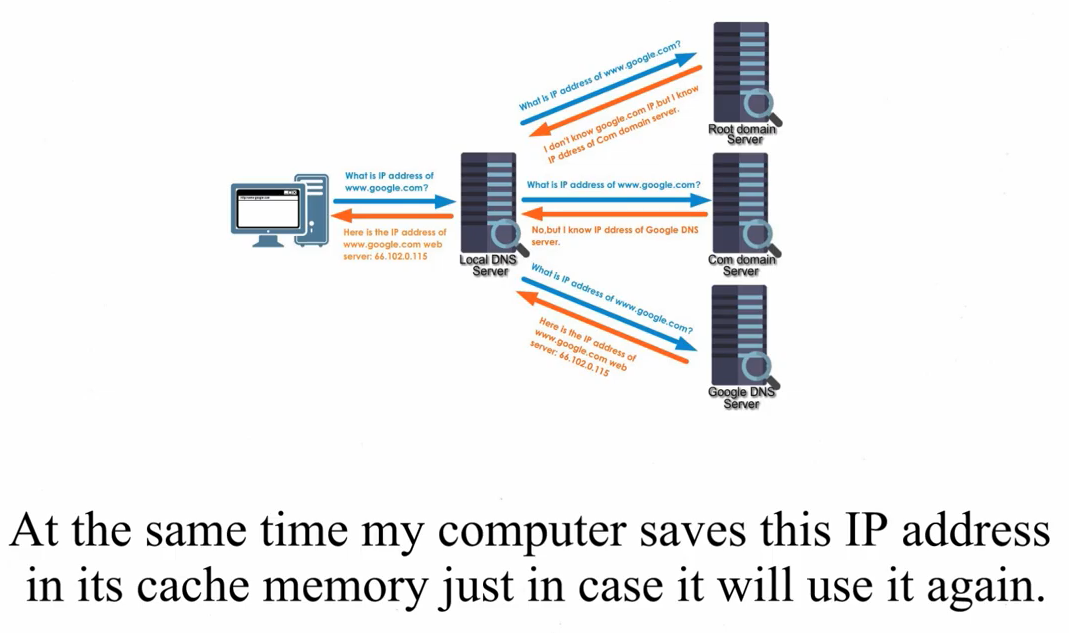 What is IP address of www.google.com?
I don't know google.com IP,but I know
IP ddress of Com domain server.
Root domain
Server
What is IP address of
www.google.com?
Here is the IP address of
www.google.com web
server: 66.102.0.115
Local DNS
Server
What is IP address of www.google.com?
No,but I know IP ddress of Google DNS
server.
Com domain
Server
What is IP address of www.google.com?
Here is the IP address of
www.google.com web
server: 66.102.0.115
Google DNS
Server
At the same time my computer saves this IP address
in its cache memory just in case it will use it again.